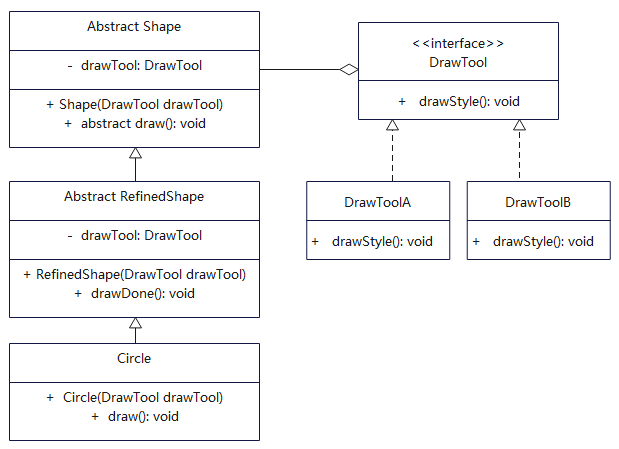 Abstract Shape
- drawTool: DrawTool
+ Shape(DrawTool drawTool)
+ abstract draw(): void
<<interface>>
DrawTool
+ drawStyle(): void
Abstract RefinedShape
- drawTool: DrawTool
+ RefinedShape(DrawTool drawTool)
+ drawDone(): void
DrawToolA
+ drawStyle(): void
DrawToolB
+ drawStyle(): void
Circle
+ Circle(DrawTool drawTool)
+ draw(): void